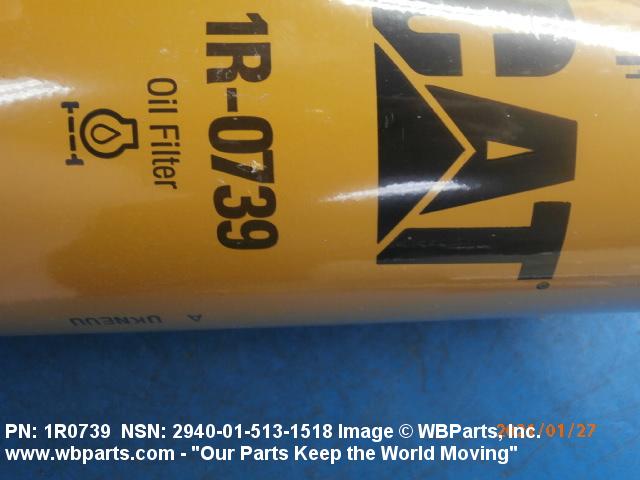 CAT®
1R-0739
Oil Filter
PN: 1R0739 NSN: 2940-01-513-1518 Image © WBParts, Inc.
www.wbparts.com - "Our Parts Keep the World Moving"